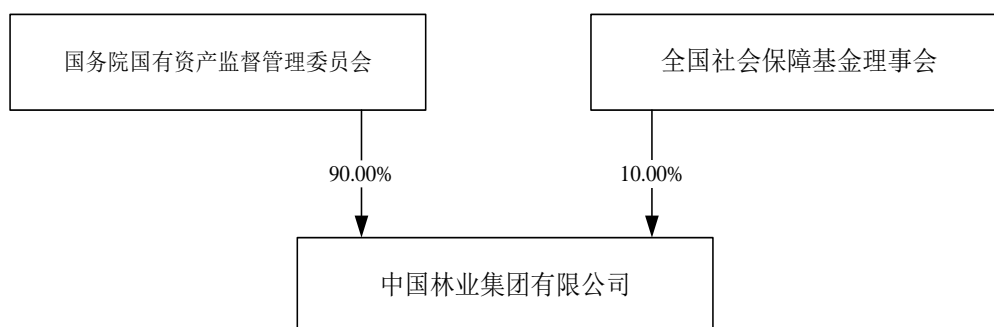 国务院国有资产监督管理委员会
全国社会保障基金理事会
90.00%
10.00%
中国林业集团有限公司